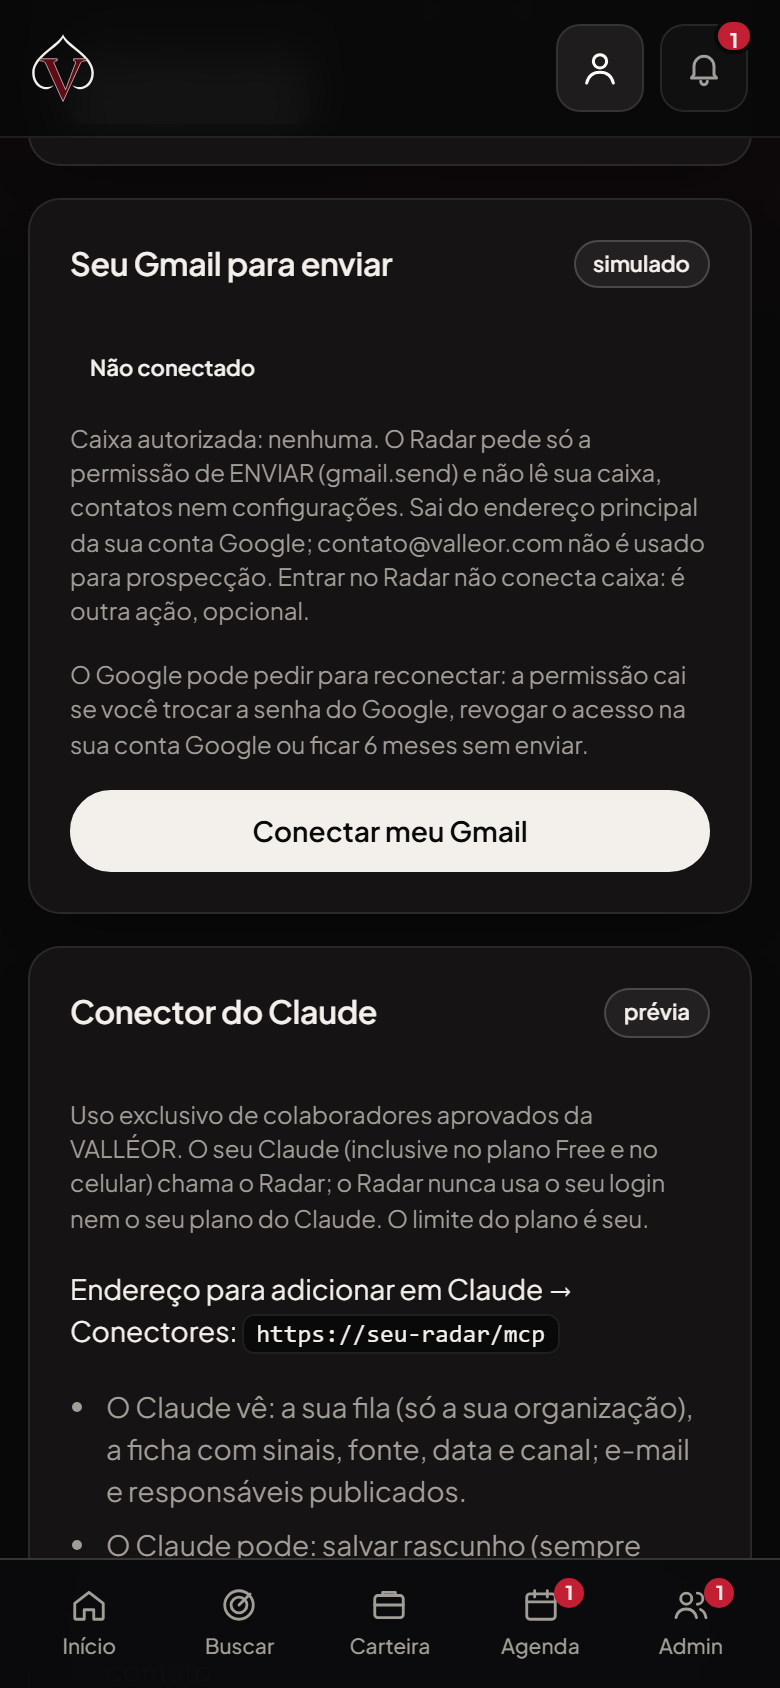 V
1
Seu Gmail para enviar
simulado
Não conectado
Caixa autorizada: nenhuma. O Radar pede só a
permissão de ENVIAR (gmail.send) e não lê sua caixa,
contatos nem configurações. Sai do endereço principal
da sua conta Google; contato@valleor.com não é usado
para prospecção. Entrar no Radar não conecta caixa: é
outra ação, opcional.
O Google pode pedir para reconectar: a permissão cai
se você trocar a senha do Google, revogar o acesso na
sua conta Google ou ficar 6 meses sem enviar.
Conectar meu Gmail
Conector do Claude
prévia
Uso exclusivo de colaboradores aprovados da
VALLÉOR. O seu Claude (inclusive no plano Free e no
celular) chama o Radar; o Radar nunca usa o seu login
nem o seu plano do Claude. O limite do plano é seu.
Endereço para adicionar em Claude →
Conectores: https://seu-radar/mcp
• O Claude vê: a sua fila (só a sua organização),
a ficha com sinais, fonte, data e canal; e-mail
e responsáveis publicados.
• O Claude pode: salvar rascunho (sempre
1
1
Início
Buscar
Carteira
Agenda
Admin